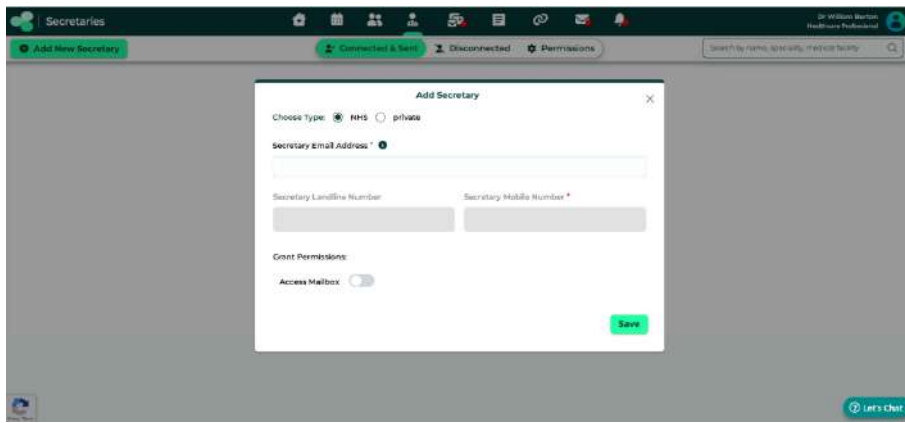 Secretaries
Dr William Burton
Healthcare Professional
Add New Secretary
Connected & Sent
Disconnected
Permissions
Search by name, speciality, medical facility
Add Secretary
Choose Type: NHS private
Secretary Email Address *
Secretary Landline Number
Secretary Mobile Number *
Grant Permissions:
Access Mailbox
Save
Let's Chat